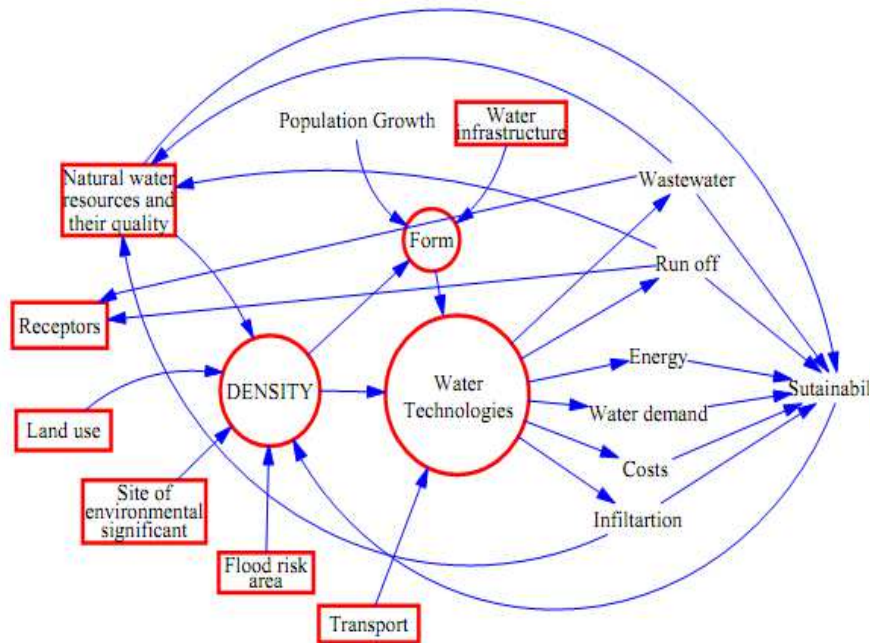 Population Growth
Water
infrastructure
Natural water
resources and
their quality
Wastewater
Form
Run off
Receptors
Energy
DENSITY
Water
Technologies
Sutainabil
Water demand
Land use
Costs
Site of
environmental
significant
Infiltartion
Flood risk
area
Transport